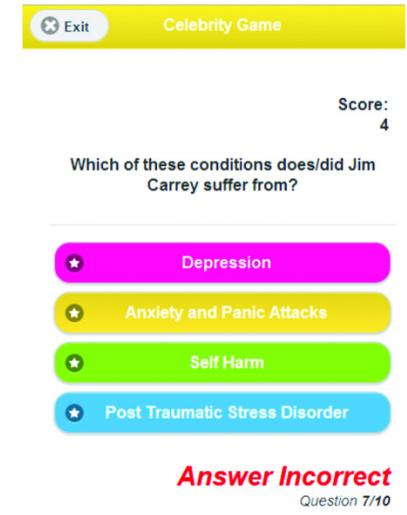 Exit
Celebrity Game
Score:
4
Which of these conditions does/did Jim
Carrey suffer from?
Depression
Anxiety and Panic Attacks
Self Harm
Post Traumatic Stress Disorder
Answer Incorrect
Question 7/10